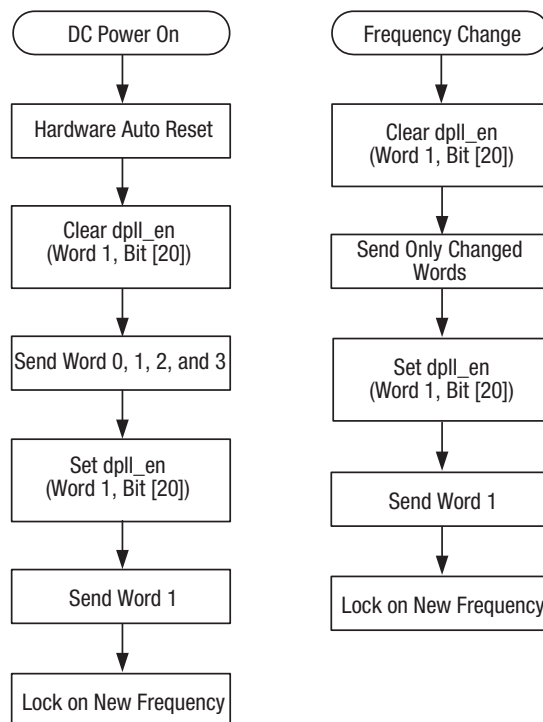 DC Power On
Hardware Auto Reset
Clear dpll_en
(Word 1, Bit [20])
Send Word 0, 1, 2, and 3
Set dpll_en
(Word 1, Bit [20])
Send Word 1
Lock on New Frequency
Frequency Change
Clear dpll_en
(Word 1, Bit [20])
Send Only Changed
Words
Set dpll_en
(Word 1, Bit [20])
Send Word 1
Lock on New Frequency